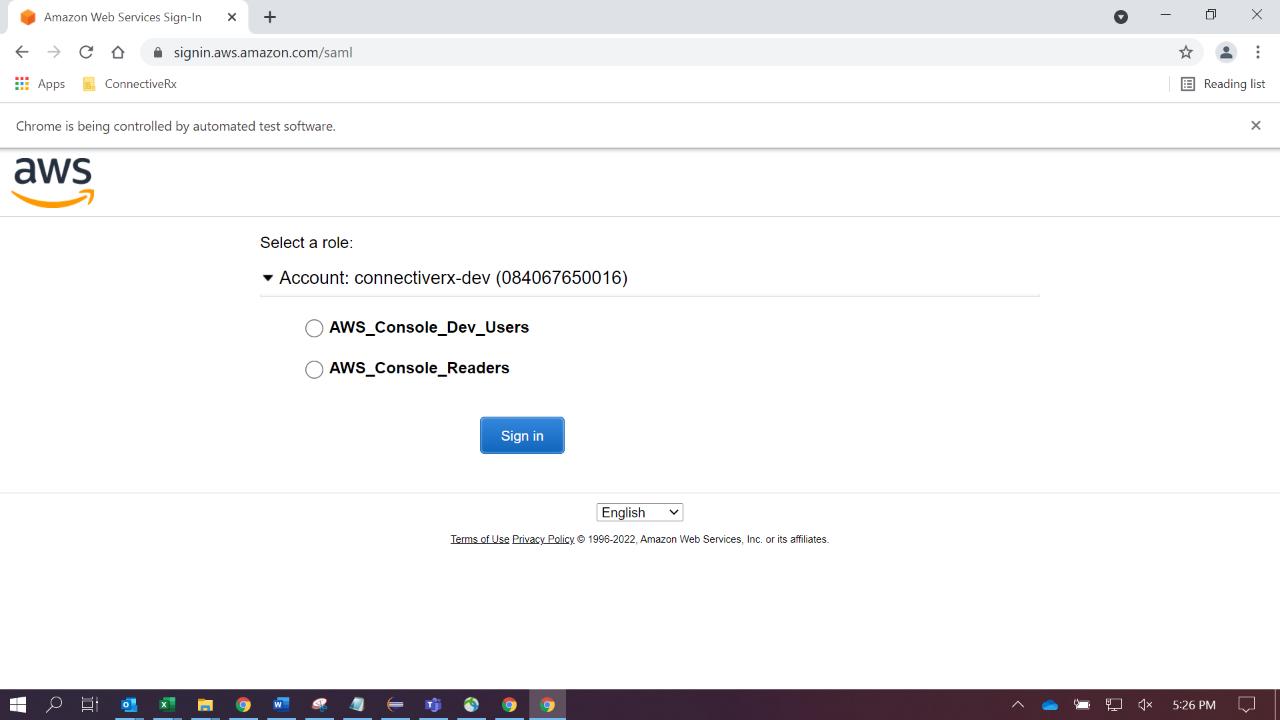 Amazon Web Services Sign-In
signin.aws.amazon.com/saml
Apps
ConnectiveRx
Reading list
Chrome is being controlled by automated test software.
aws
Select a role:
Account: connectiverx-dev (084067650016)
AWS_Console_Dev_Users
AWS_Console_Readers
Sign in
English
Terms of Use Privacy Policy © 1996-2022, Amazon Web Services, Inc. or its affiliates.
5:26 PM